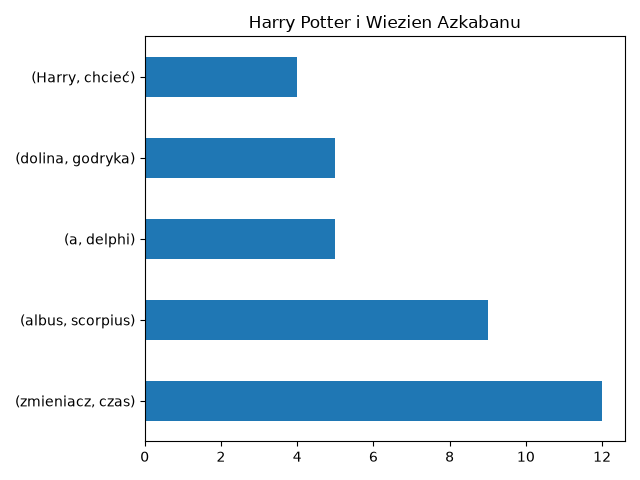 Harry Potter i Wiezien Azkabanu
(Harry, chcieć)
(dolina, godryka)
(a, delphi)
(albus, scorpius)
(zmieniacz, czas)
0 2 4 6 8 10 12